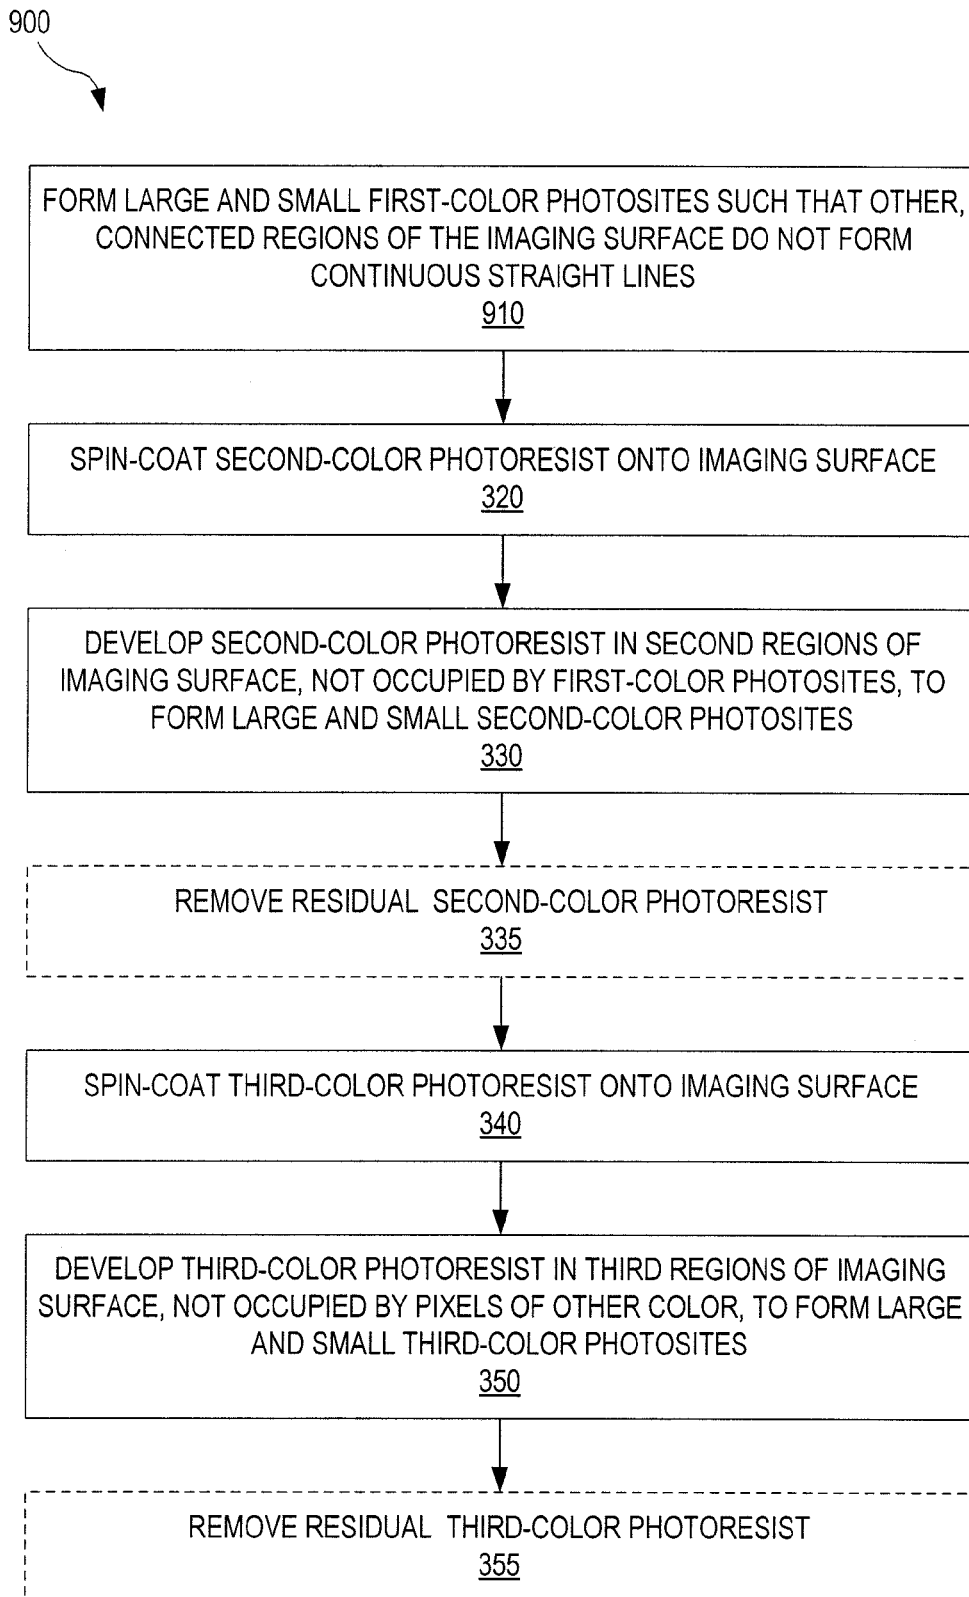 900
FORM LARGE AND SMALL FIRST-COLOR PHOTOSITES SUCH THAT OTHER,
CONNECTED REGIONS OF THE IMAGING SURFACE DO NOT FORM
CONTINUOUS STRAIGHT LINES
910
SPIN-COAT SECOND-COLOR PHOTORESIST ONTO IMAGING SURFACE
320
DEVELOP SECOND-COLOR PHOTORESIST IN SECOND REGIONS OF
IMAGING SURFACE, NOT OCCUPIED BY FIRST-COLOR PHOTOSITES, TO
FORM LARGE AND SMALL SECOND-COLOR PHOTOSITES
330
REMOVE RESIDUAL SECOND-COLOR PHOTORESIST
335
SPIN-COAT THIRD-COLOR PHOTORESIST ONTO IMAGING SURFACE
340
DEVELOP THIRD-COLOR PHOTORESIST IN THIRD REGIONS OF IMAGING
SURFACE, NOT OCCUPIED BY PIXELS OF OTHER COLOR, TO FORM LARGE
AND SMALL THIRD-COLOR PHOTOSITES
350
REMOVE RESIDUAL THIRD-COLOR PHOTORESIST
355